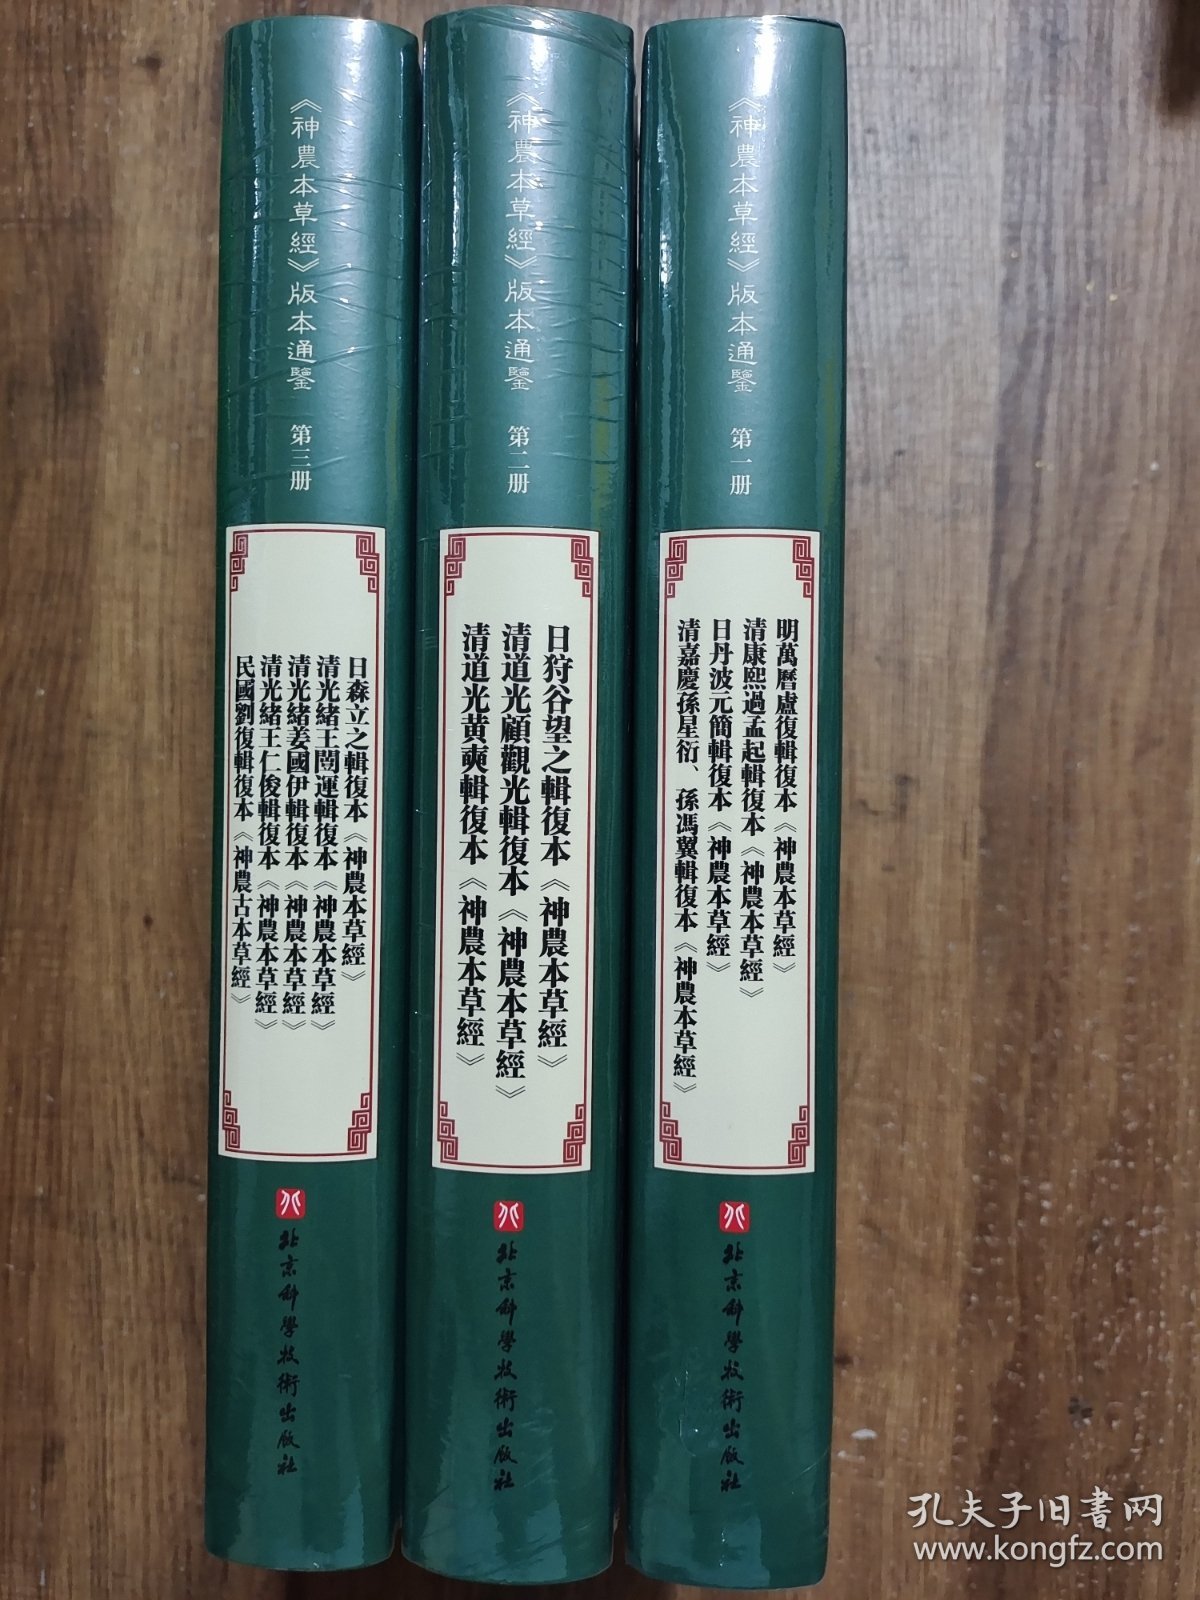 《神農本草經》版本通鑒
第一册
明萬曆盧復輯復本《神農本草經》
清康熙過孟起輯復本《神農本草經》
日丹波元簡輯復本《神農本草經》
清嘉慶孫星衍、孫馮翼輯復本《神農本草經》
北京科學技術出版社
《神農本草經》版本通鑒
第二册
日狩谷望之輯復本《神農本草經》
清道光顧觀光輯復本《神農本草經》
清道光黄奭輯復本《神農本草經》
北京科學技術出版社
《神農本草經》版本通鑒
第三册
日森立之輯復本《神農本草經》
清光緒王闓運輯復本《神農本草經》
清光緒姜國伊輯復本《神農本草經》
清光緒王仁俊輯復本《神農本草經》
民國劉復輯復本《神農古本草經》
北京科學技術出版社
孔夫子旧書网
www.kongfz.com